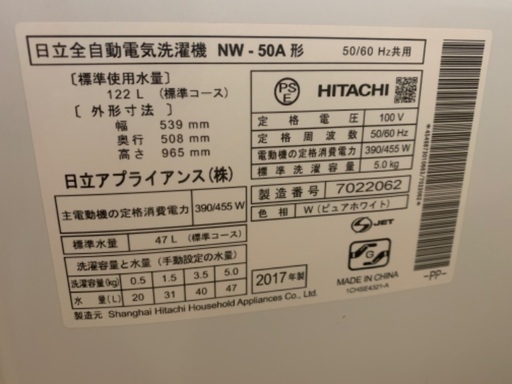 日立全自動電気洗濯機 NW-50A形 50/60 Hz共用
〔標準使用水量〕
122 L (標準コース)
〔外形寸法〕
幅 539 mm
奥行 508 mm
高さ 965 mm
日立アプライアンス(株)
主電動機の定格消費電力 390/455 W
標準水量 47 L (標準コース)
洗濯容量と水量 (手動設定の水量)
洗濯容量(kg) 0.5 1.5 3.5 5.0
水量(L) 20 31 40 47
製造元 Shanghai Hitachi Household Appliances Co., Ltd.
PS E HITACHI
定格電圧 100 V
定格周波数 50/60 Hz
電動機の定格消費電力 390/455 W
標準洗濯容量 5.0 kg
製造番号 7022062
色相 W (ピュアホワイト)
S-JET
2017年製
MADE IN CHINA
-PP-